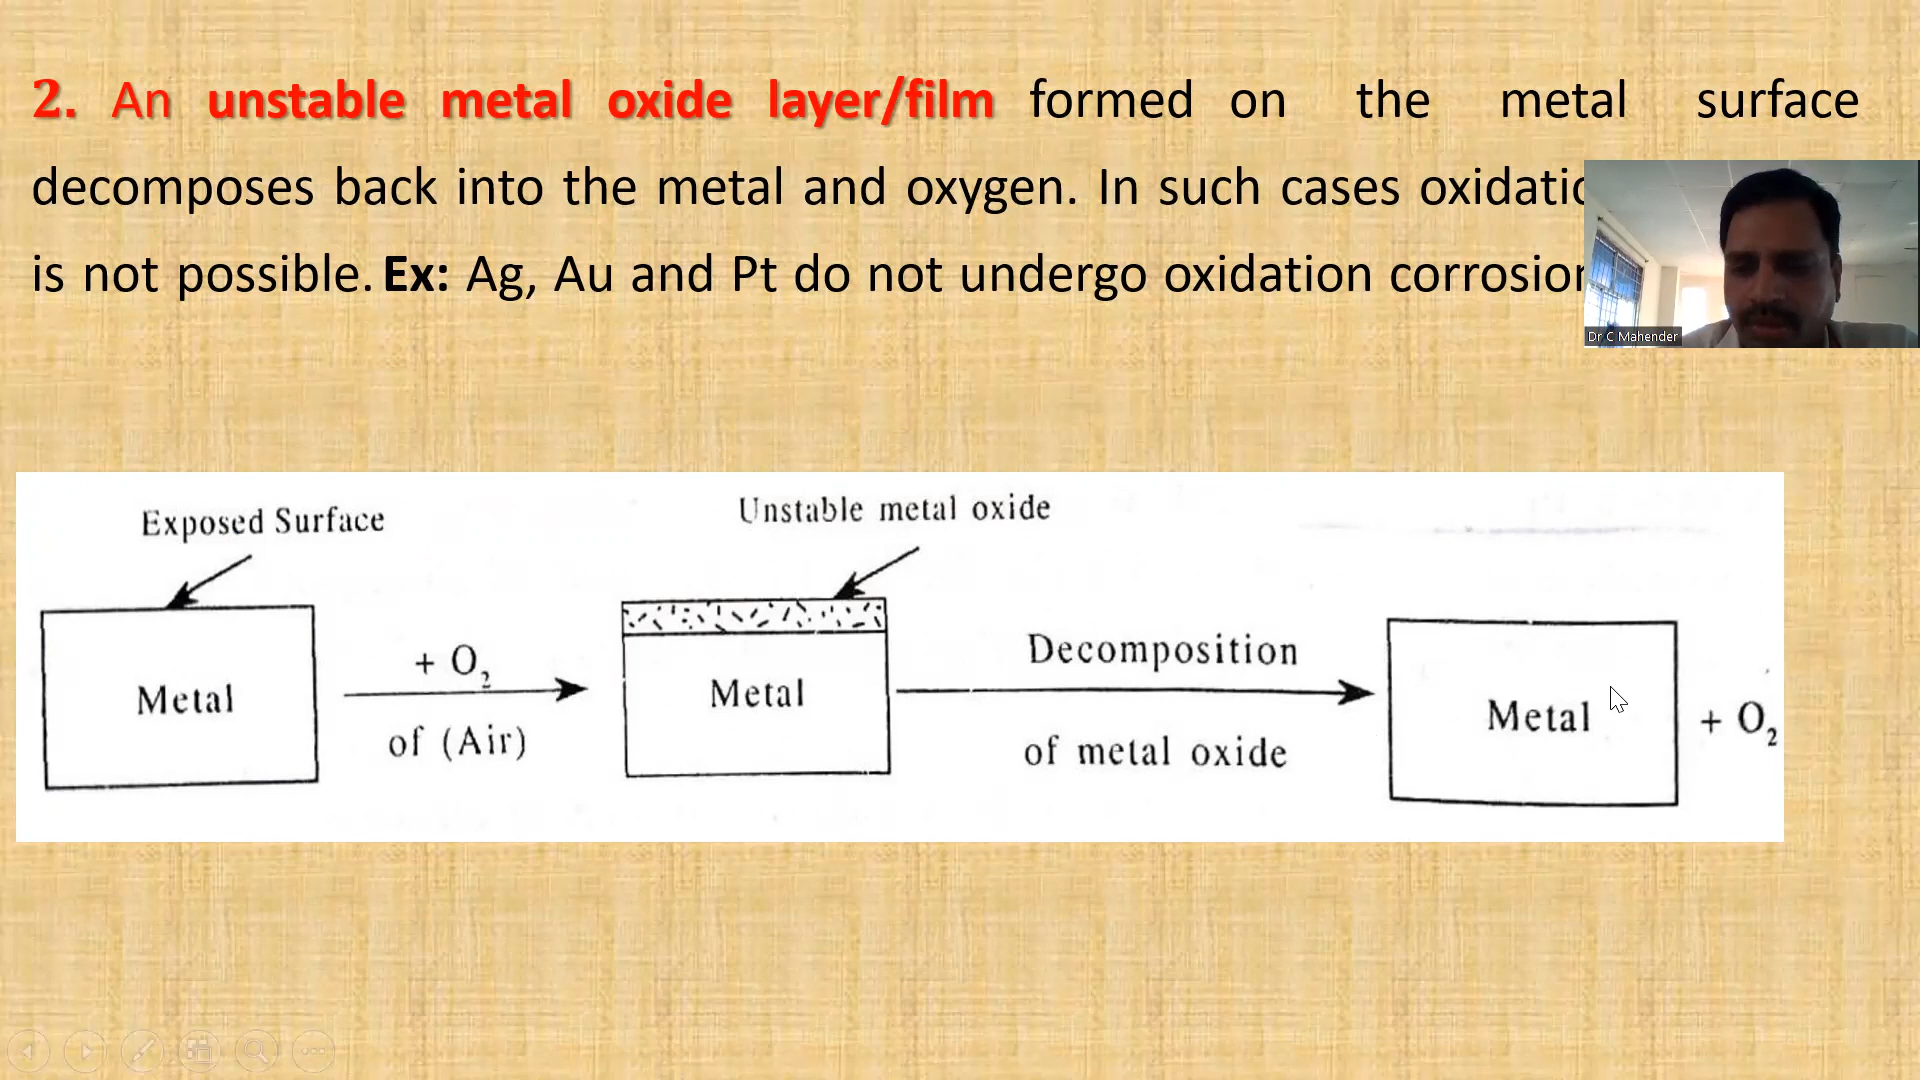 2. An unstable metal oxide layer/film formed on the metal surface
decomposes back into the metal and oxygen. In such cases
is not possible. Ex: Ag, Au and Pt do not undergo oxidation
Dr C Mahender
Exposed Surface
Unstable metal oxide
Metal
+ O₂
of (Air)
Metal
Decomposition
of metal oxide
Metal
+ O₂